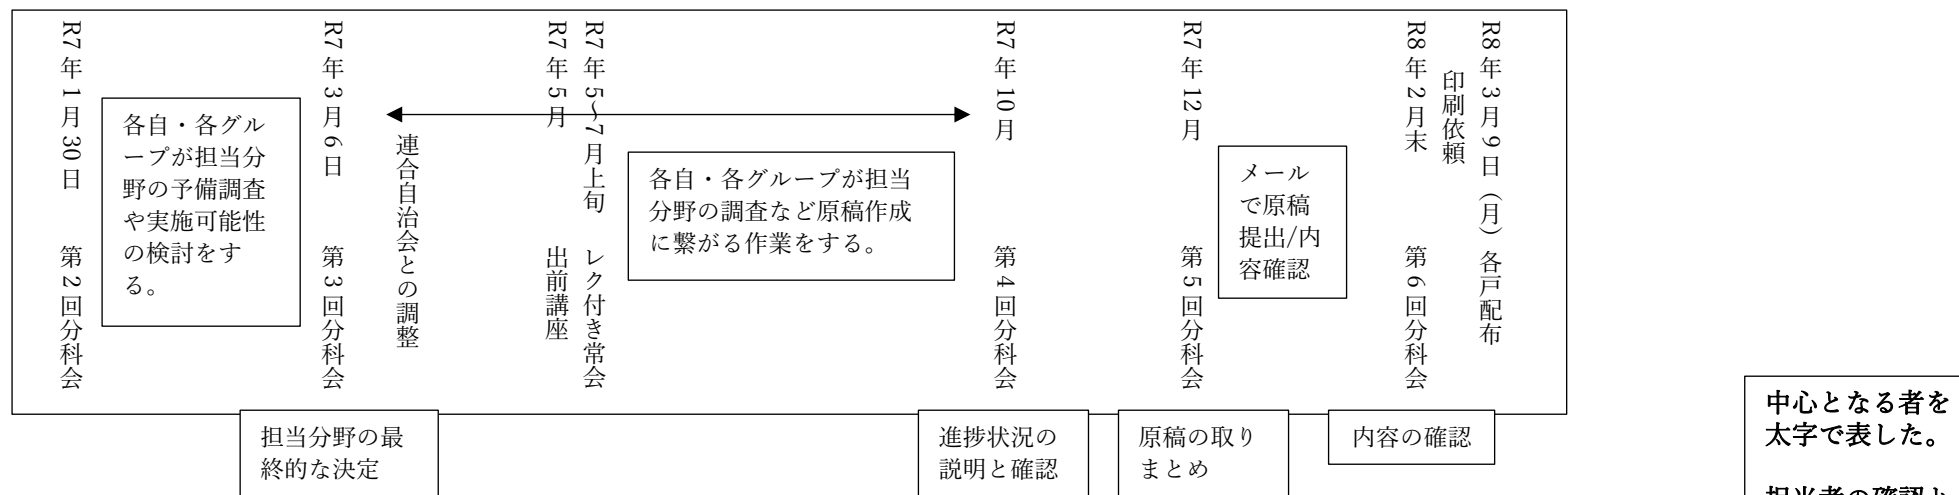 R7年1月30日　第2回分科会
各自・各グル
ープが担当分
野の予備調査
や実施可能性
の検討をす
る。
R7年3月6日　第3回分科会
連合自治会との調整
R7年5月　出前講座
R7年5~7月上旬　レク付き常会
各自・各グループが担当
分野の調査など原稿作成
に繋がる作業をする。
R7年10月　第4回分科会
R7年12月　第5回分科会
メール
で原稿
提出/内
容確認
R8年2月末　第6回分科会
印刷依頼
R8年3月9日（月）各戸配布
担当分野の最
終的な決定
進捗状況の
説明と確認
原稿の取り
まとめ
内容の確認
中心となる者を
太字で表した。
担当者の確認と